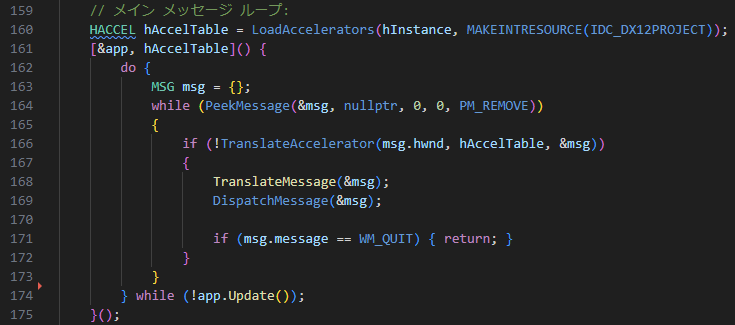 159 // メイン メッセージ ループ:
160 HACCEL hAccelTable = LoadAccelerators(hInstance, MAKEINTRESOURCE(IDC_DX12PROJECT));
161 [&app, hAccelTable]() {
162 do {
163 MSG msg = {};
164 while (PeekMessage(&msg, nullptr, 0, 0, PM_REMOVE))
165 {
166 if (!TranslateAccelerator(msg.hwnd, hAccelTable, &msg))
167 {
168 TranslateMessage(&msg);
169 DispatchMessage(&msg);
170
171 if (msg.message == WM_QUIT) { return; }
172 }
173 }
174 } while (!app.Update());
175 }();